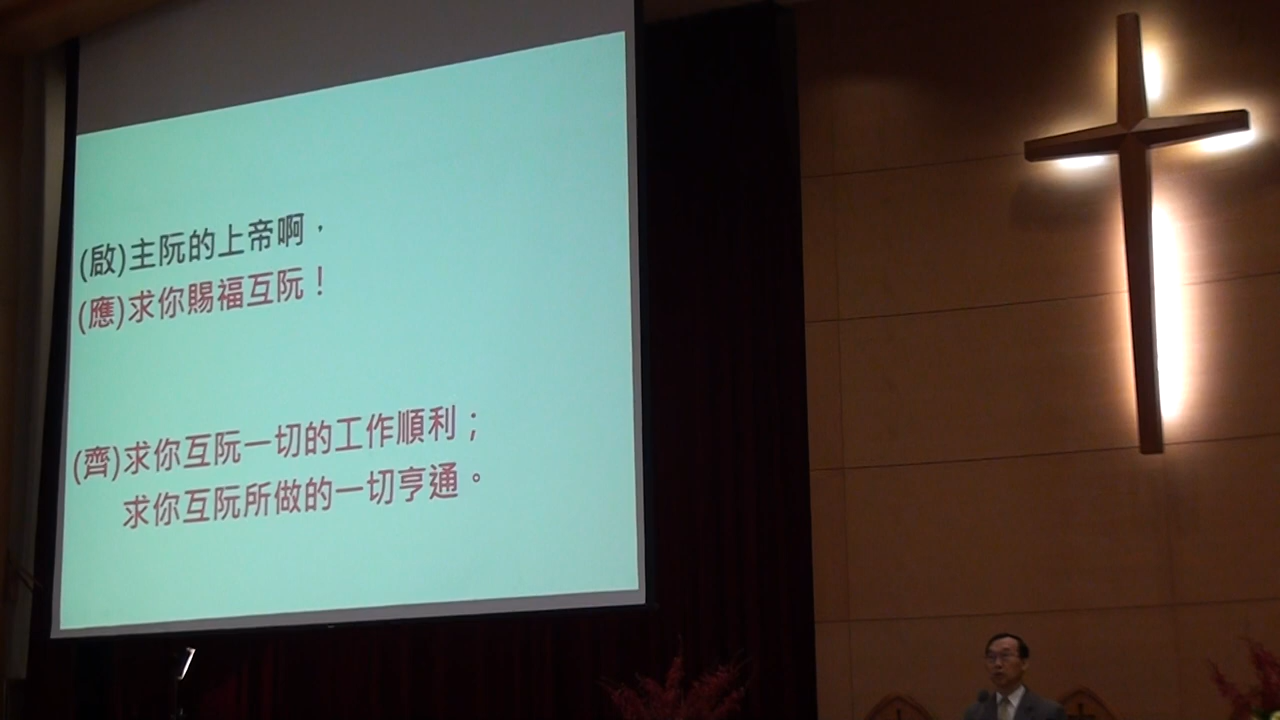 (啟)主阮的上帝啊，
(應)求你賜福互阮！
(齊)求你互阮一切的工作順利；
求你互阮所做的一切亨通。